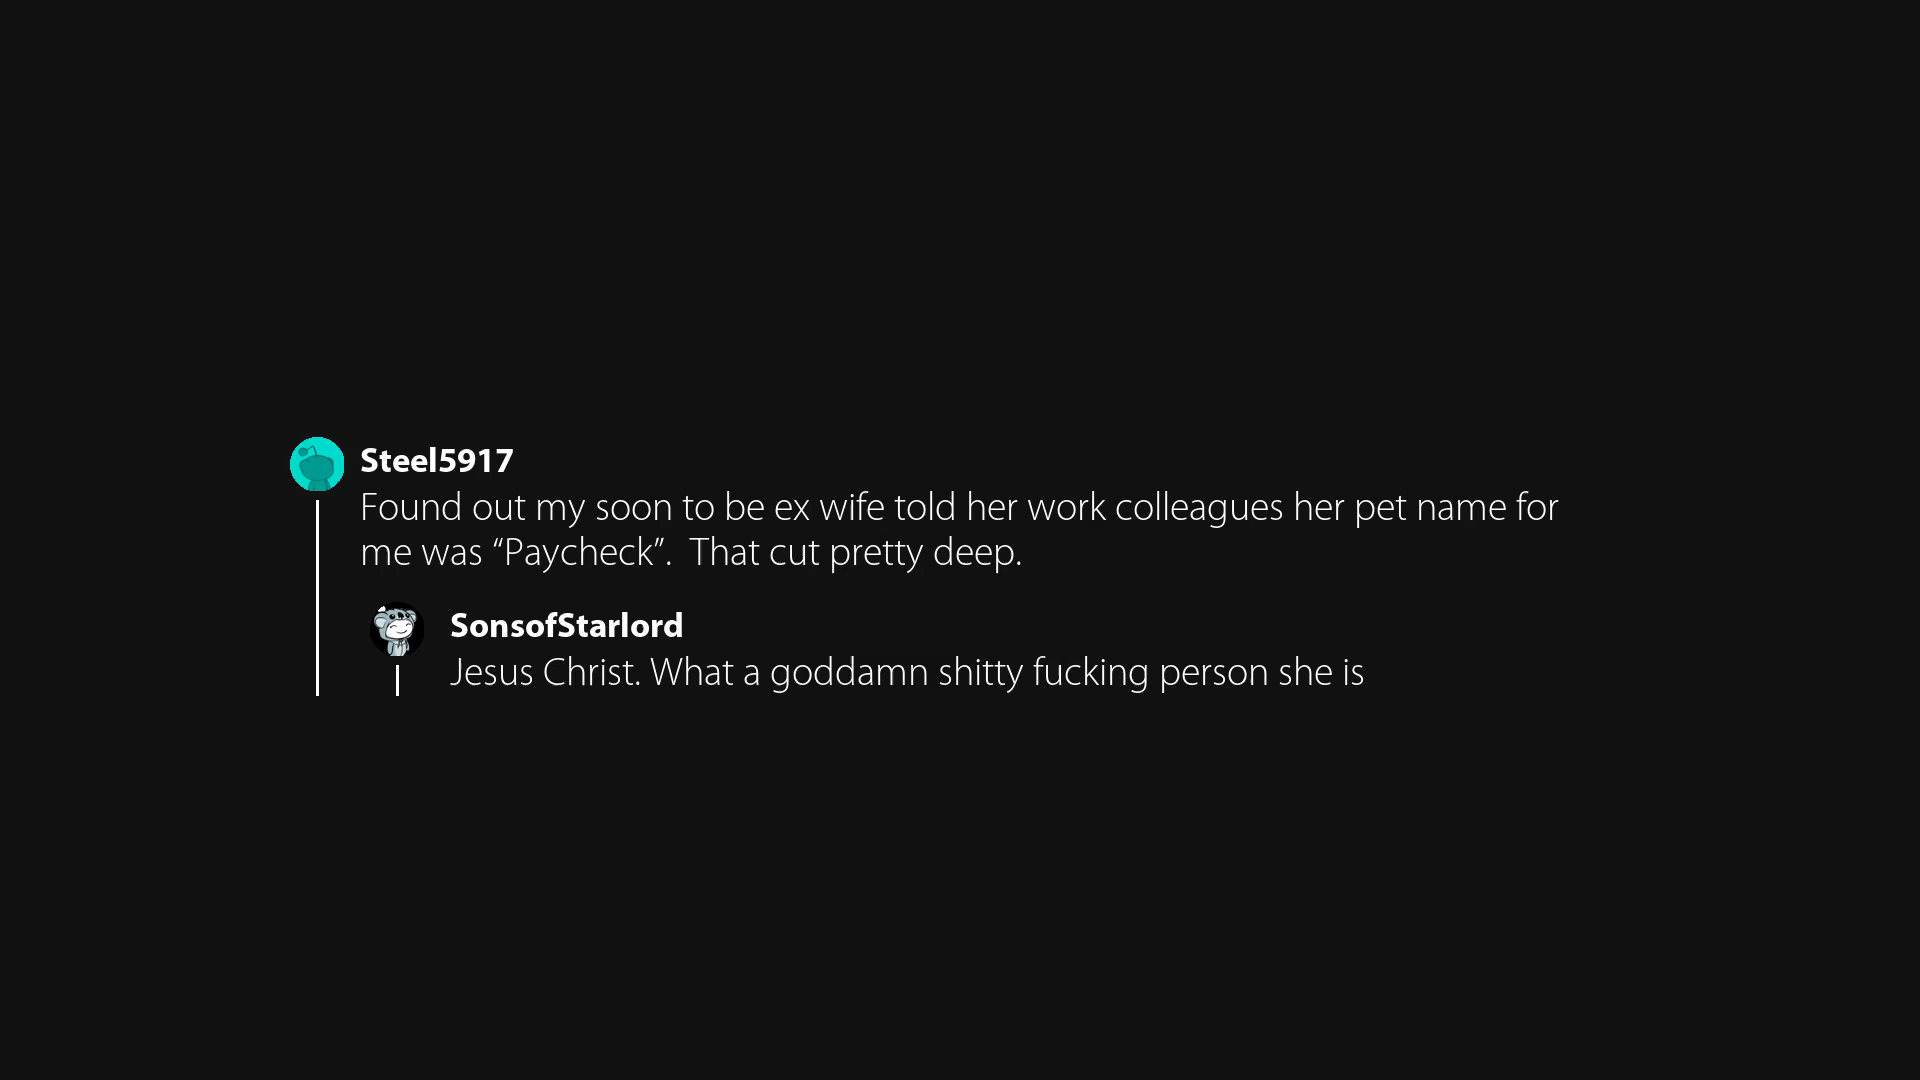 Steel5917
Found out my soon to be ex wife told her work colleagues her pet name for
me was “Paycheck”.  That cut pretty deep.
SonsofStarlord
Jesus Christ. What a goddamn shitty fucking person she is